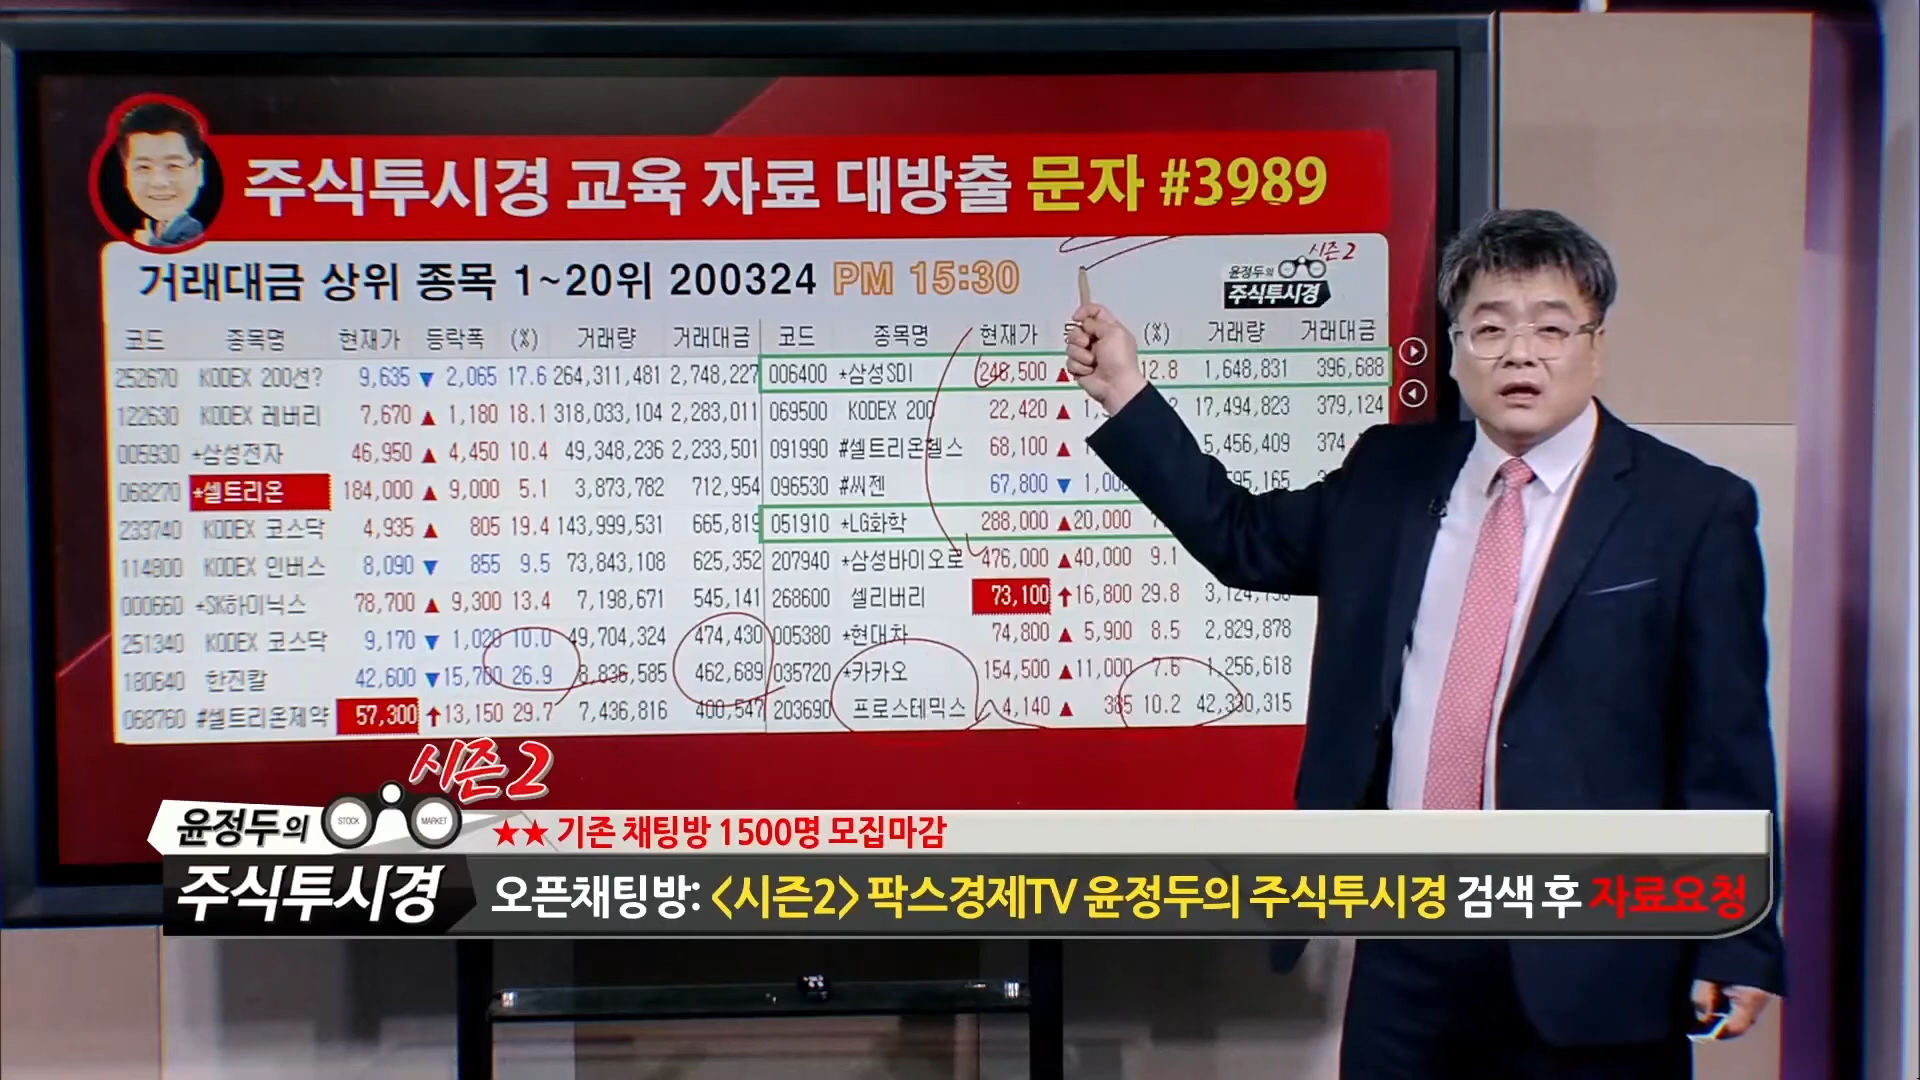 주식투시경 교육 자료 대방출 문자 #3989
거래대금 상위 종목 1~20위 200324 PM 15:30
시즌2
윤정두의
주식투시경
코드 종목명 현재가 등락폭 (%) 거래량 거래대금 코드 종목명 현재가 (%) 거래량 거래대금
252670 KODEX 200선? 9,635 ▼ 2,065 17.6 264,311,481 2,748,227 006400 *삼성SDI 248,500 ▲ 12.8 1,648,831 396,688
122630 KODEX 레버리 7,670 ▲ 1,180 18.1 318,033,104 2,283,011 069500 KODEX 200 22,420 ▲ 17,494,823 379,124
005930 *삼성전자 46,950 ▲ 4,450 10.4 49,348,236 2,233,501 091990 #셀트리온헬스 68,100 ▲ 5,456,409
068270 *셀트리온 184,000 ▲ 9,000 5.1 3,873,782 712,954 096530 #씨젠 67,800 ▼
233740 KODEX 코스닥 4,935 ▲ 805 19.4 143,999,531 665,819 051910 *LG화학 288,000 ▲ 20,000
114800 KODEX 인버스 8,090 ▼ 855 9.5 73,843,108 625,352 207940 *삼성바이오로 476,000 ▲ 40,000 9.1
000660 *SK하이닉스 78,700 ▲ 9,300 13.4 7,198,671 545,141 268600 셀리버리 73,100 ↑ 16,800 29.8
251340 KODEX 코스닥 9,170 ▼ 1,020 10.0 49,704,324 474,430 005380 *현대차 74,800 ▲ 5,900 8.5 2,829,878
180640 한진칼 42,600 ▼ 15,700 26.9 8,836,585 462,689 035720 *카카오 154,500 ▲ 11,000 7.6 1,256,618
068760 #셀트리온제약 57,300 ↑ 13,150 29.7 7,436,816 400,547 203690 프로스테믹스 4,140 ▲ 385 10.2 42,330,315
시즌2
윤정두의 STOCK MARKET
주식투시경
★★ 기존 채팅방 1500명 모집마감
오픈채팅방: <시즌2> 팍스경제TV 윤정두의 주식투시경 검색 후 자료요청